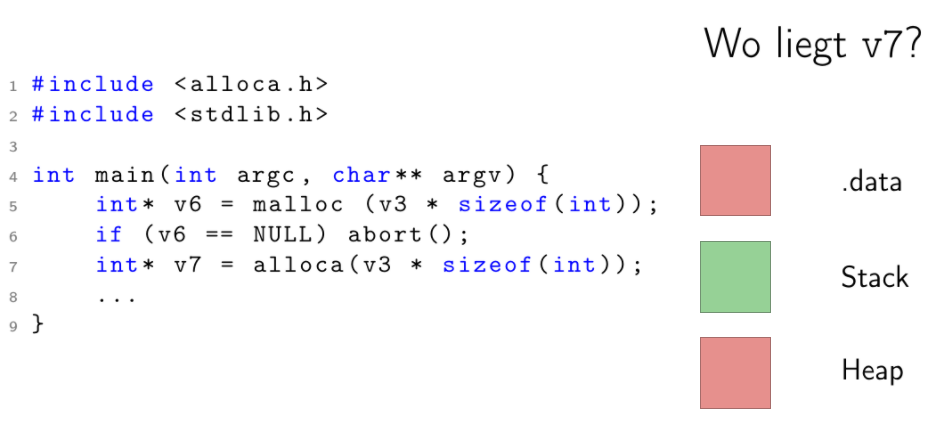 Wo liegt v7?
1 #include <alloca.h>
2 #include <stdlib.h>
3
4 int main(int argc, char** argv) {
5     int* v6 = malloc (v3 * sizeof(int));
6     if (v6 == NULL) abort();
7     int* v7 = alloca(v3 * sizeof(int));
8     ...
9 }
.data
Stack
Heap